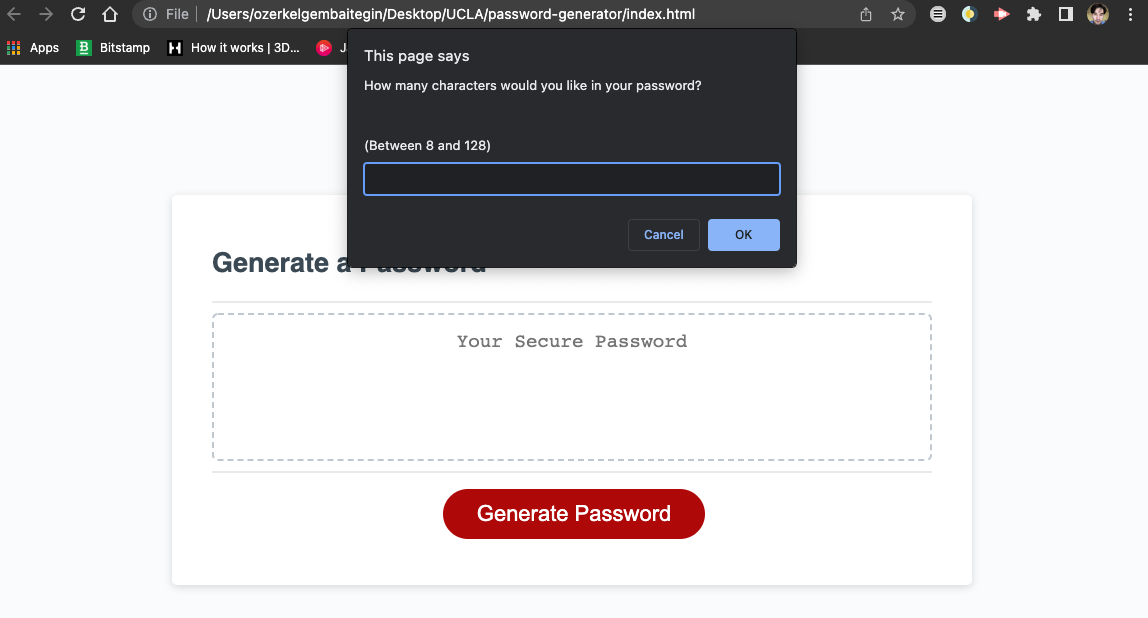 File /Users/ozerkelgembaitegin/Desktop/UCLA/password-generator/index.html
Apps Bitstamp How it works | 3D... J
This page says
How many characters would you like in your password?
(Between 8 and 128)
Cancel OK
Generate a Password
Your Secure Password
Generate Password